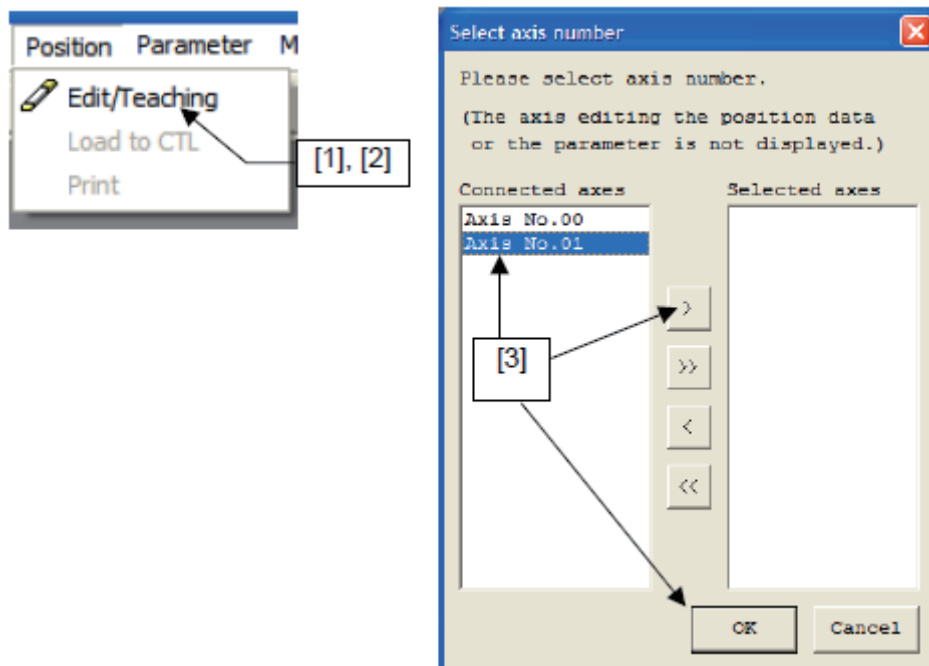 Position Parameter M
Edit/Teaching
Load to CTL
Print
[1], [2]
Select axis number
Please select axis number.
(The axis editing the position data
or the parameter is not displayed.)
Connected axes Selected axes
Axis No.00
Axis No.01
>
[3]
>>
<
<<
OK Cancel